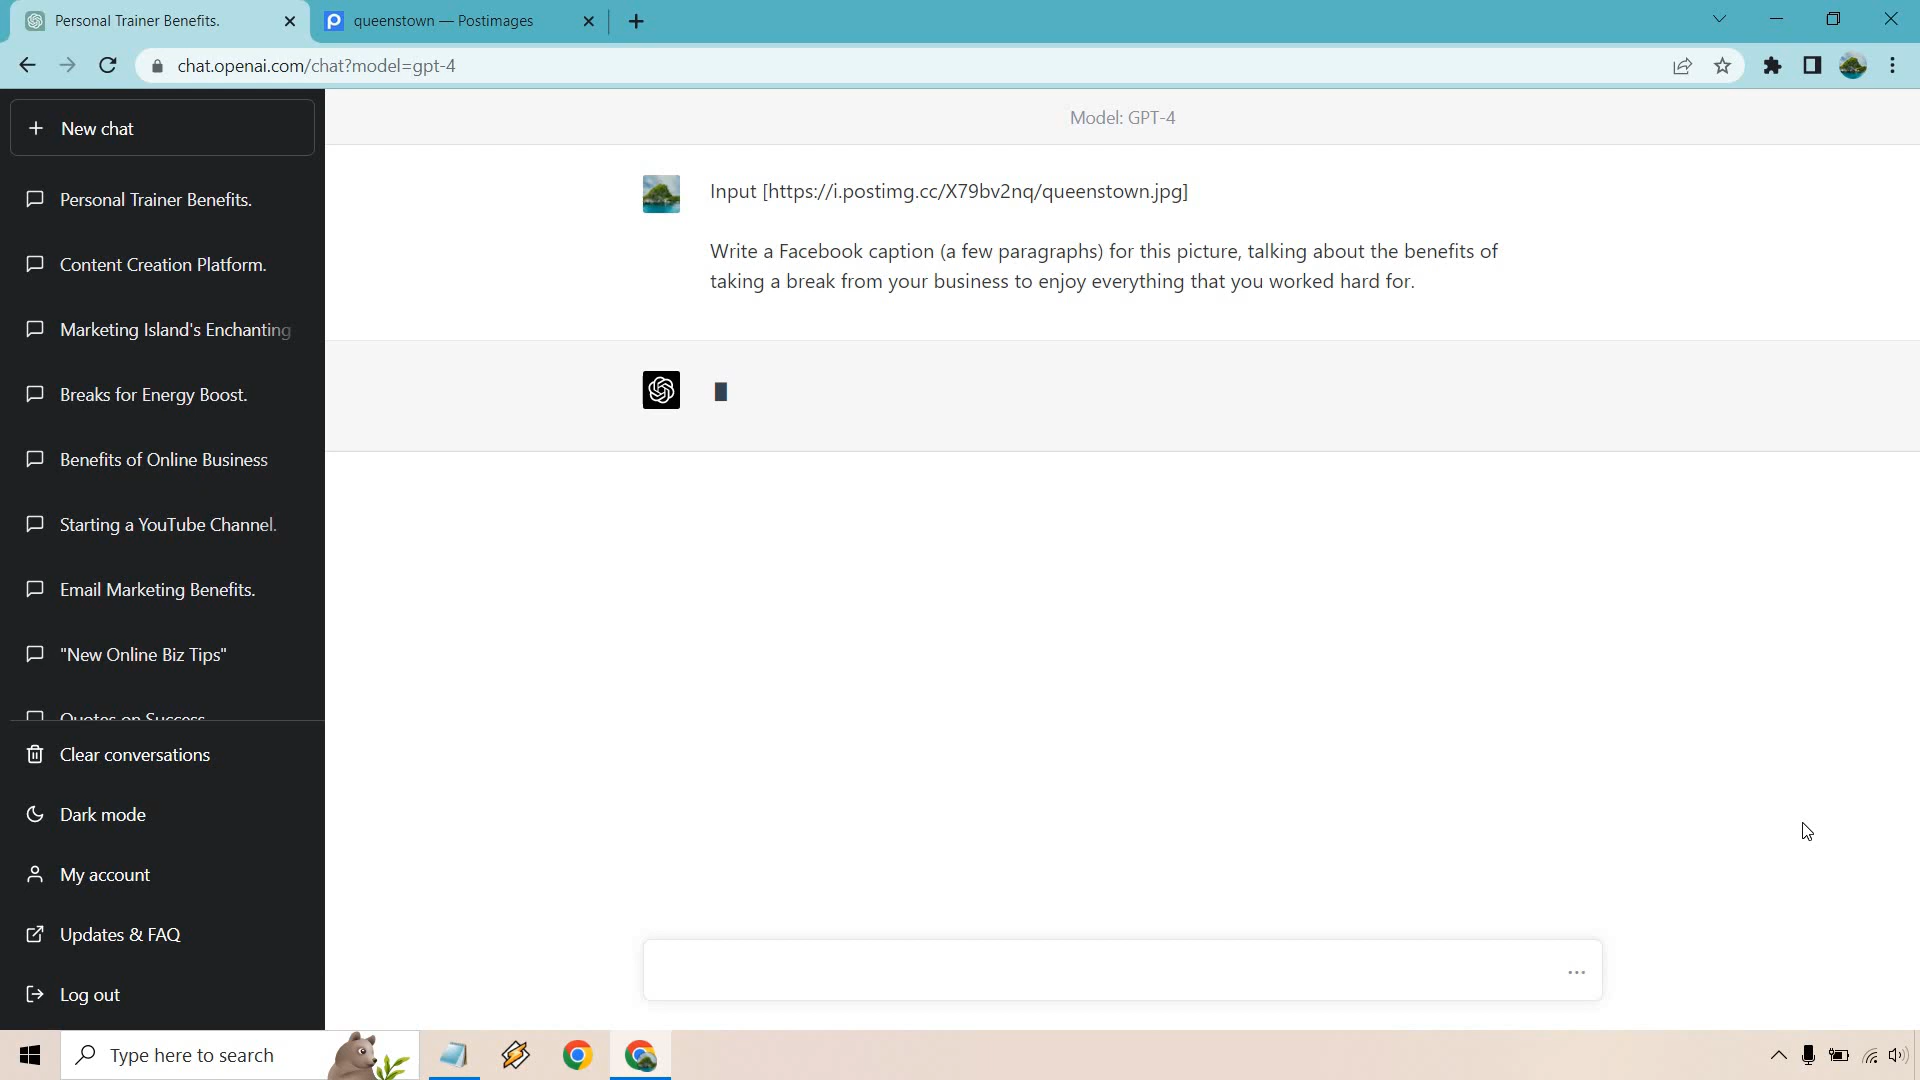 Personal Trainer Benefits.
queenstown — Postimages
chat.openai.com/chat?model=gpt-4
New chat
Personal Trainer Benefits.
Content Creation Platform.
Marketing Island's Enchanting
Breaks for Energy Boost.
Benefits of Online Business
Starting a YouTube Channel.
Email Marketing Benefits.
"New Online Biz Tips"
Quotes on Success
Clear conversations
Dark mode
My account
Updates & FAQ
Log out
Model: GPT-4
Input [https://i.postimg.cc/X79bv2nq/queenstown.jpg]
Write a Facebook caption (a few paragraphs) for this picture, talking about the benefits of
taking a break from your business to enjoy everything that you worked hard for.
Type here to search